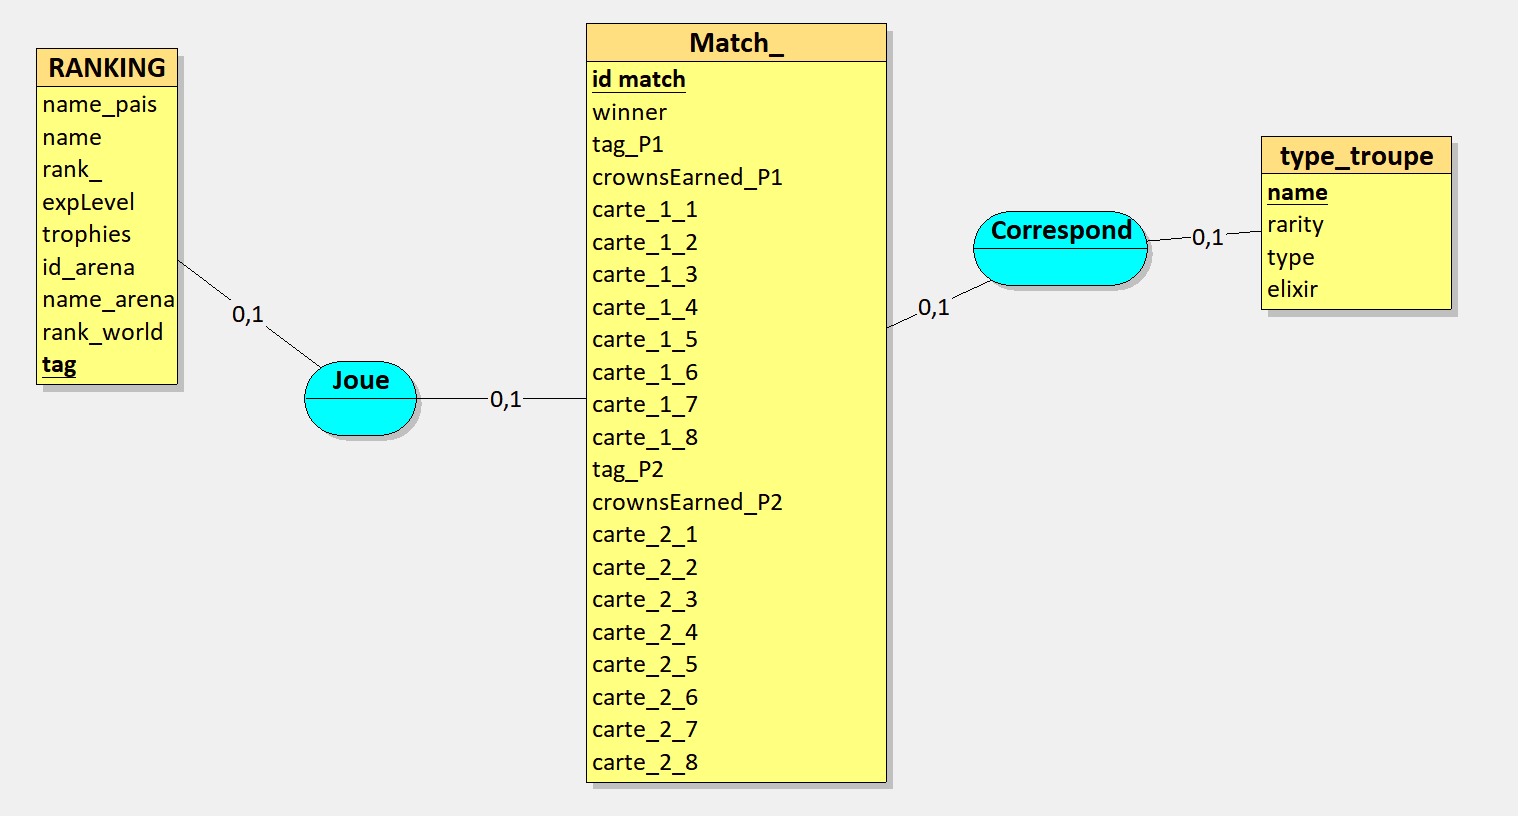 RANKING
name_pais
name
rank_
expLevel
trophies
id_arena
name_arena
rank_world
tag
0,1
Joue
0,1
Match_
id match
winner
tag_P1
crownsEarned_P1
carte_1_1
carte_1_2
carte_1_3
carte_1_4
carte_1_5
carte_1_6
carte_1_7
carte_1_8
tag_P2
crownsEarned_P2
carte_2_1
carte_2_2
carte_2_3
carte_2_4
carte_2_5
carte_2_6
carte_2_7
carte_2_8
0,1
Correspond
0,1
type_troupe
name
rarity
type
elixir